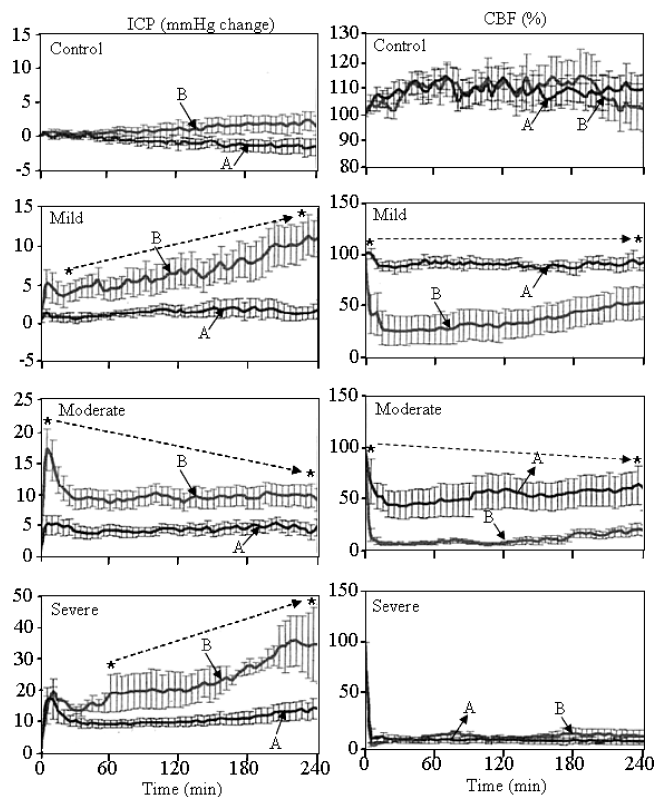 ICP (mmHg change)
CBF (%)
15
Control
10
5
B
0
A
-5
130
Control
120
110
100
A
B
90
80
15
Mild
*
10
B
*
5
A
0
-5
150
Mild
* *
100
A
50
B
0
25
Moderate
20
*
15
B
*
10
5
A
0
150
Moderate
100
* A *
50
B
0
50
Severe
*
40
B
30
*
20
10
A
0
0 60 120 180 240
Time (min)
150
Severe
100
50
A B
0
0 60 120 180 240
Time (min)